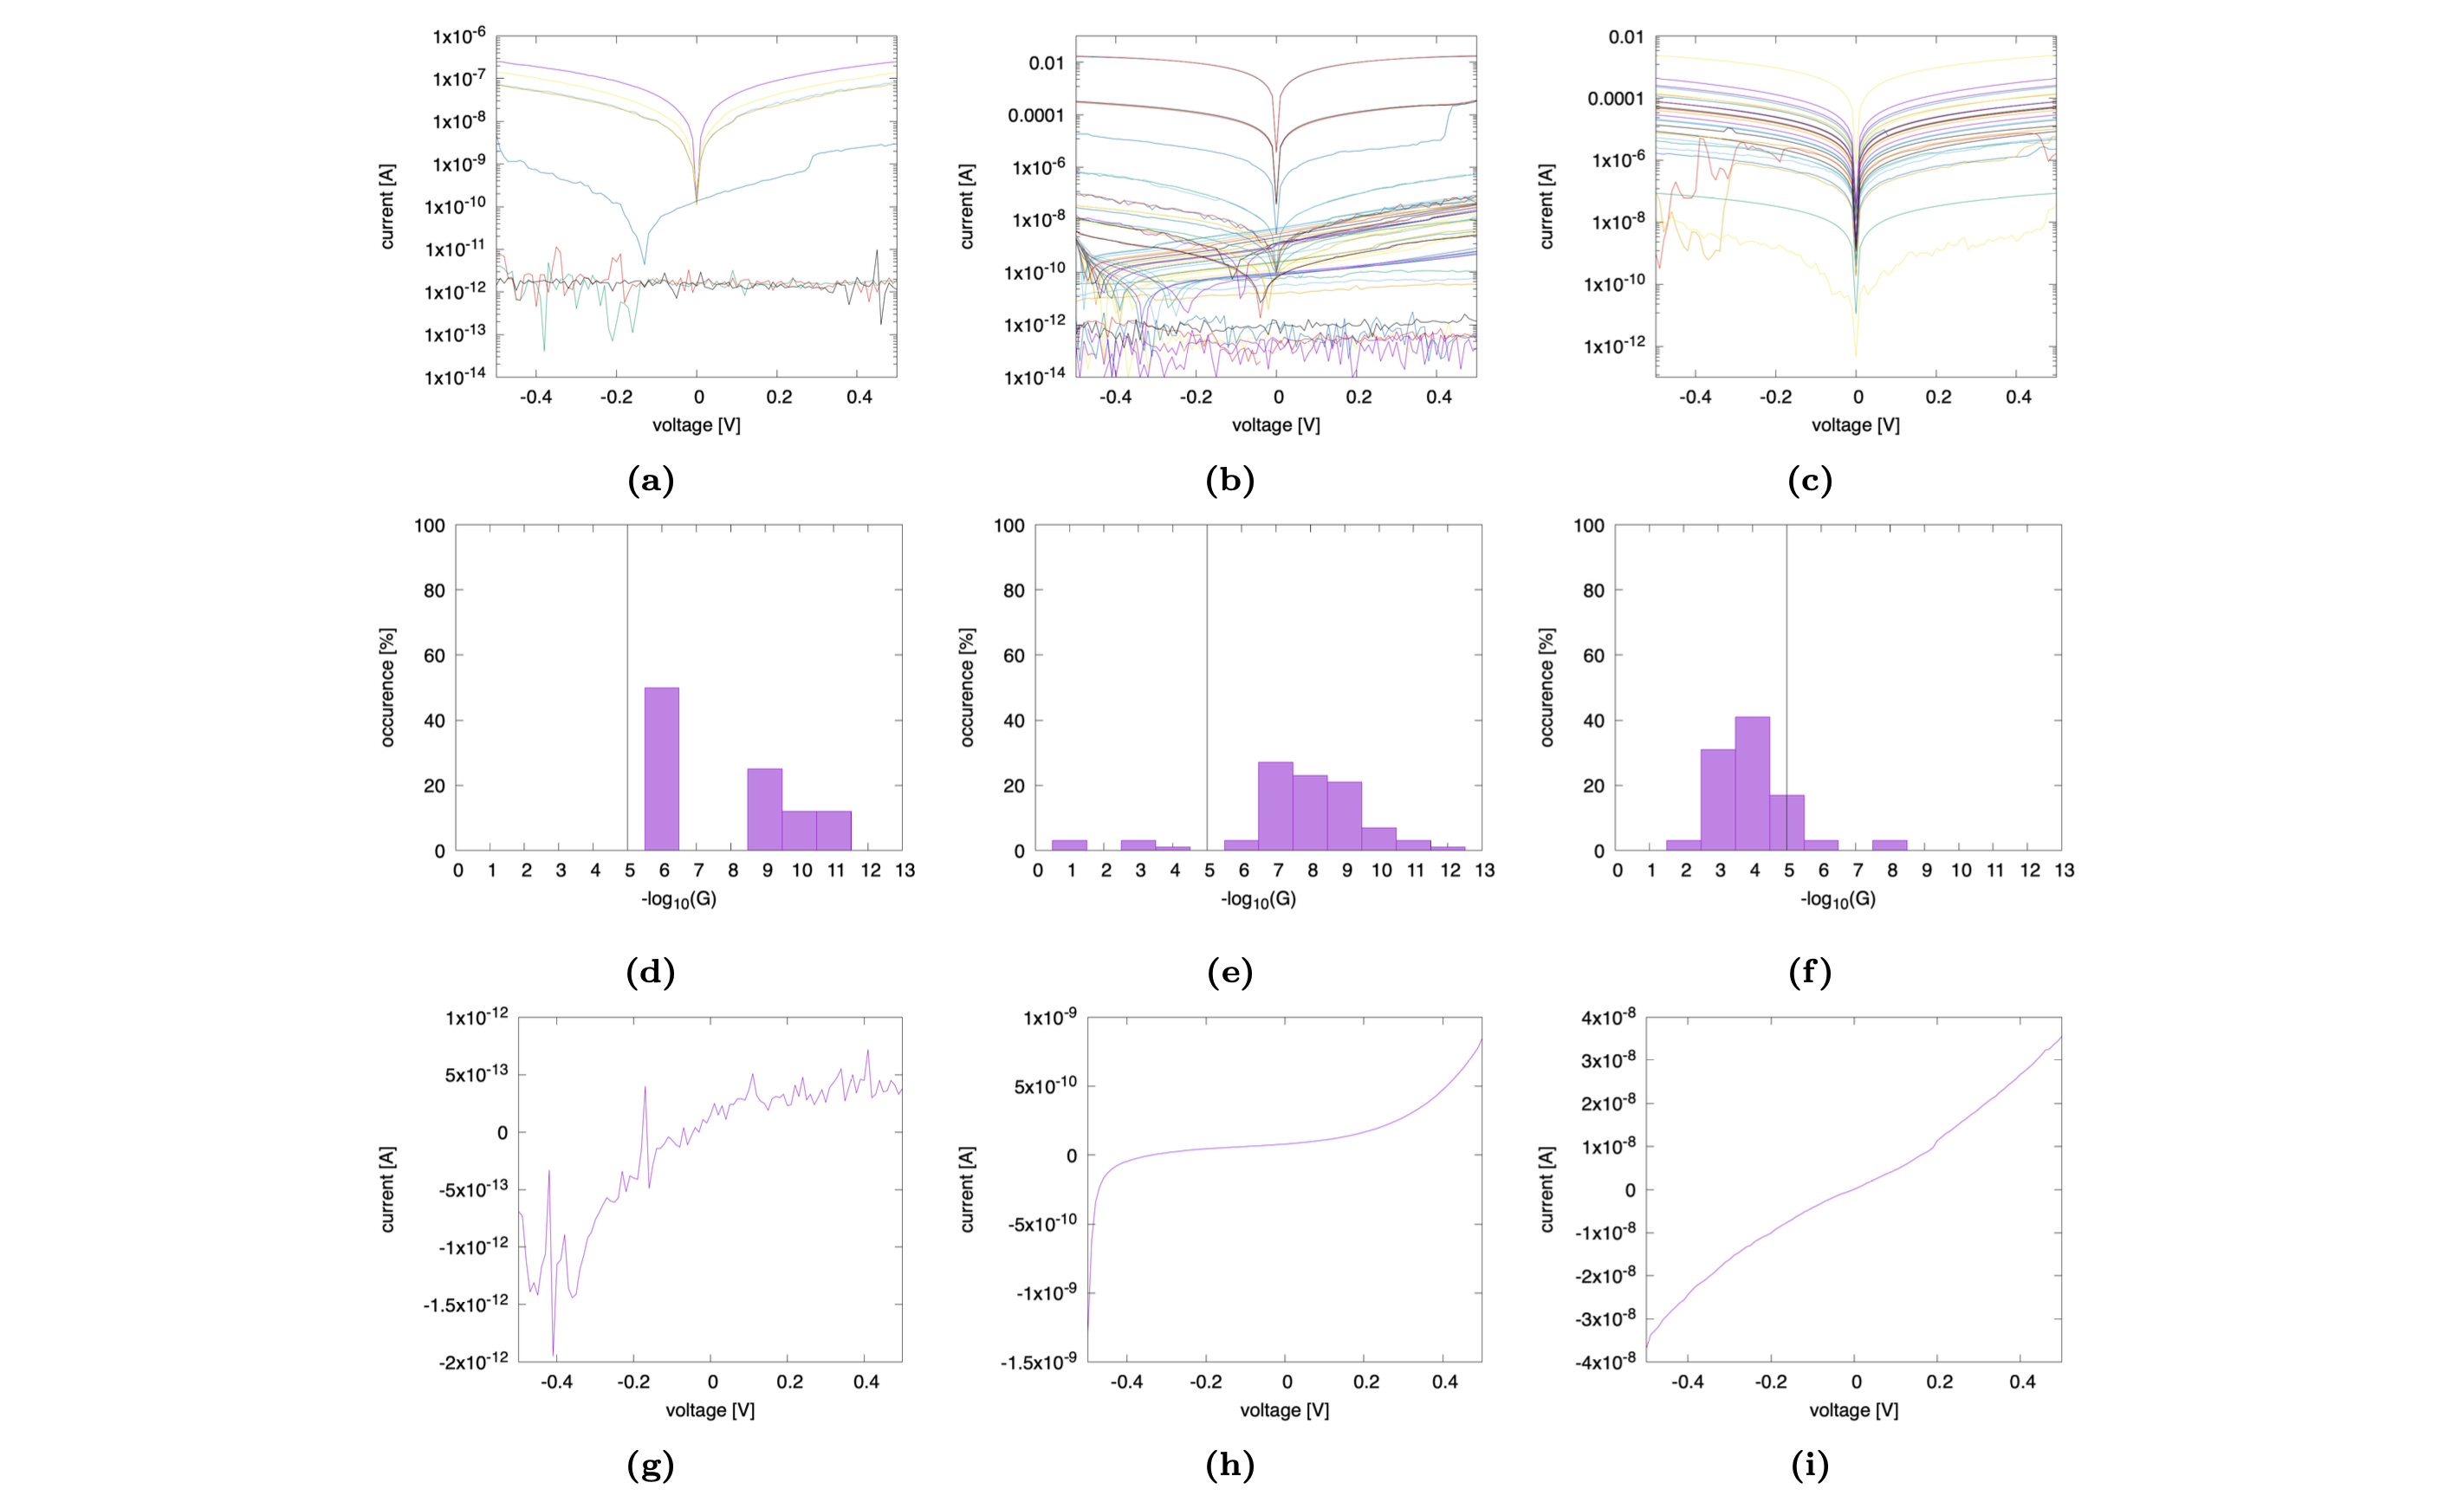 1x10-6
1x10-7
1x10-8
1x10-9
1x10-10
1x10-11
1x10-12
1x10-13
1x10-14
current [A]
-0.4 -0.2 0 0.2 0.4
voltage [V]
(a)
0.01
0.0001
1x10-6
1x10-8
1x10-10
1x10-12
1x10-14
current [A]
-0.4 -0.2 0 0.2 0.4
voltage [V]
(b)
0.01
0.0001
1x10-6
1x10-8
1x10-10
1x10-12
current [A]
-0.4 -0.2 0 0.2 0.4
voltage [V]
(c)
100
80
60
40
20
0
occurence [%]
0 1 2 3 4 5 6 7 8 9 10 11 12 13
-log10(G)
(d)
100
80
60
40
20
0
occurence [%]
0 1 2 3 4 5 6 7 8 9 10 11 12 13
-log10(G)
(e)
100
80
60
40
20
0
occurence [%]
0 1 2 3 4 5 6 7 8 9 10 11 12 13
-log10(G)
(f)
1x10-12
5x10-13
0
-5x10-13
-1x10-12
-1.5x10-12
-2x10-12
current [A]
-0.4 -0.2 0 0.2 0.4
voltage [V]
(g)
1x10-9
5x10-10
0
-5x10-10
-1x10-9
-1.5x10-9
current [A]
-0.4 -0.2 0 0.2 0.4
voltage [V]
(h)
4x10-8
3x10-8
2x10-8
1x10-8
0
-1x10-8
-2x10-8
-3x10-8
-4x10-8
current [A]
-0.4 -0.2 0 0.2 0.4
voltage [V]
(i)